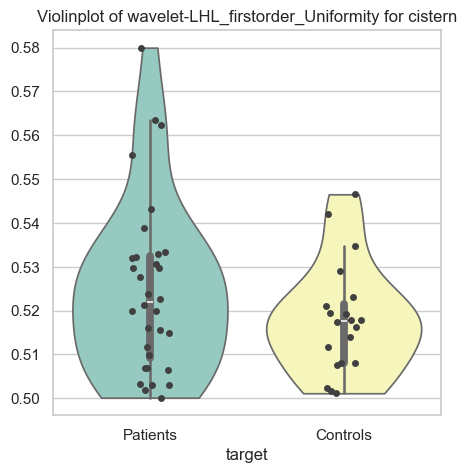 Violinplot of wavelet-LHL_firstorder_Uniformity for cistern
0.58
0.57
0.56
0.55
0.54
0.53
0.52
0.51
0.50
Patients
Controls
target